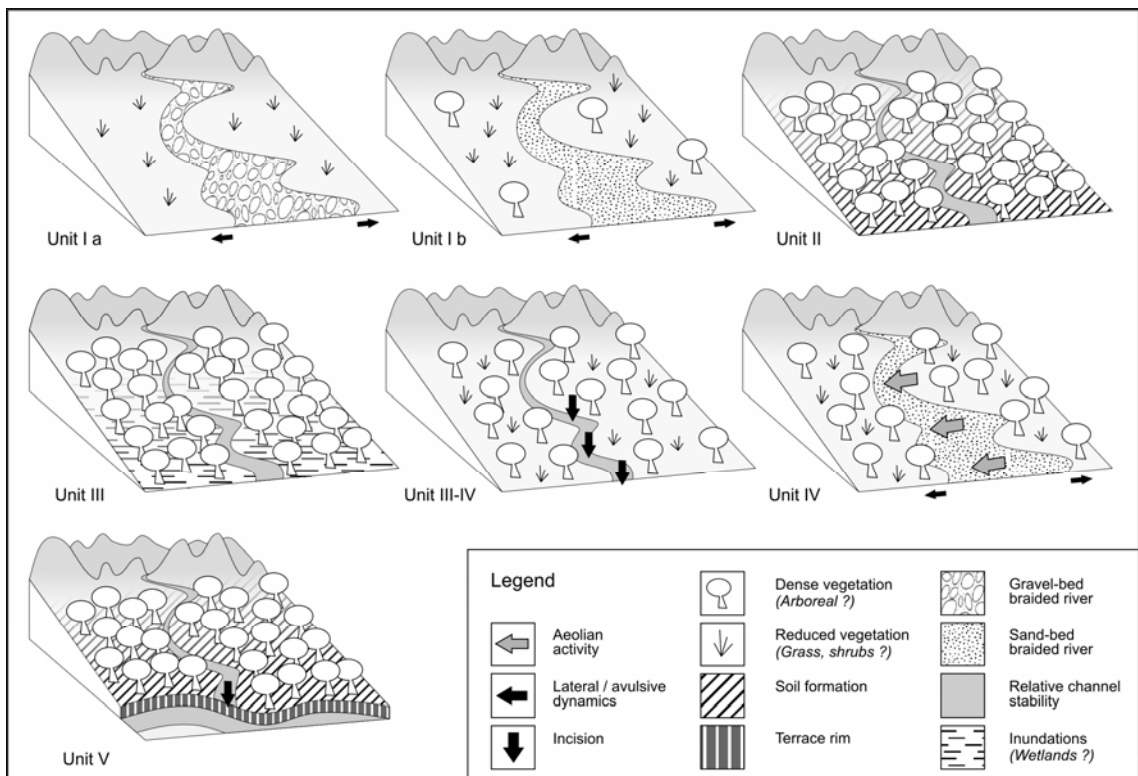 Unit I a
Unit I b
Unit II
Unit III
Unit III-IV
Unit IV
Unit V
Legend
Aeolian
activity
Lateral / avulsive
dynamics
Incision
Dense vegetation
(Arboreal ?)
Reduced vegetation
(Grass, shrubs ?)
Soil formation
Terrace rim
Gravel-bed
braided river
Sand-bed
braided river
Relative channel
stability
Inundations
(Wetlands ?)